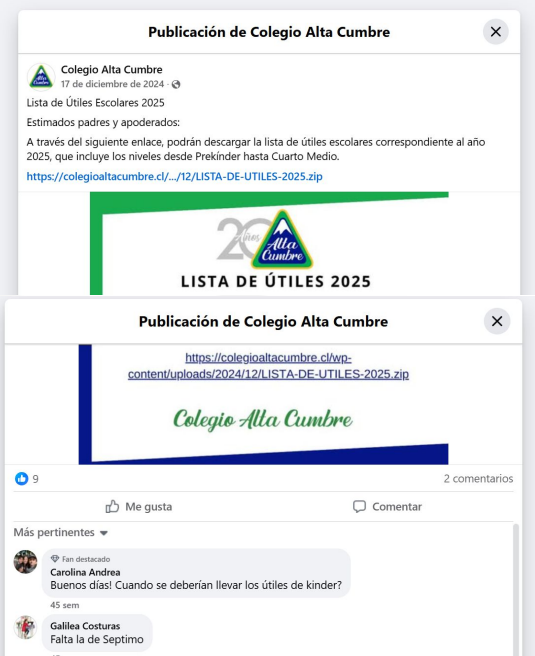 Publicación de Colegio Alta Cumbre
Colegio Alta Cumbre
17 de diciembre de 2024 ·
Lista de Útiles Escolares 2025
Estimados padres y apoderados:
A través del siguiente enlace, podrán descargar la lista de útiles escolares correspondiente al año
2025, que incluye los niveles desde Prekínder hasta Cuarto Medio.
https://colegioaltacumbre.cl/.../12/LISTA-DE-UTILES-2025.zip
20 Años
Alta
Cumbre
LISTA DE ÚTILES 2025
Publicación de Colegio Alta Cumbre
https://colegioaltacumbre.cl/wp-
content/uploads/2024/12/LISTA-DE-UTILES-2025.zip
Colegio Alta Cumbre
9
2 comentarios
Me gusta
Comentar
Más pertinentes
Fan destacado
Carolina Andrea
Buenos días! Cuando se deberían llevar los útiles de kinder?
45 sem
Galilea Costuras
Falta la de Septimo